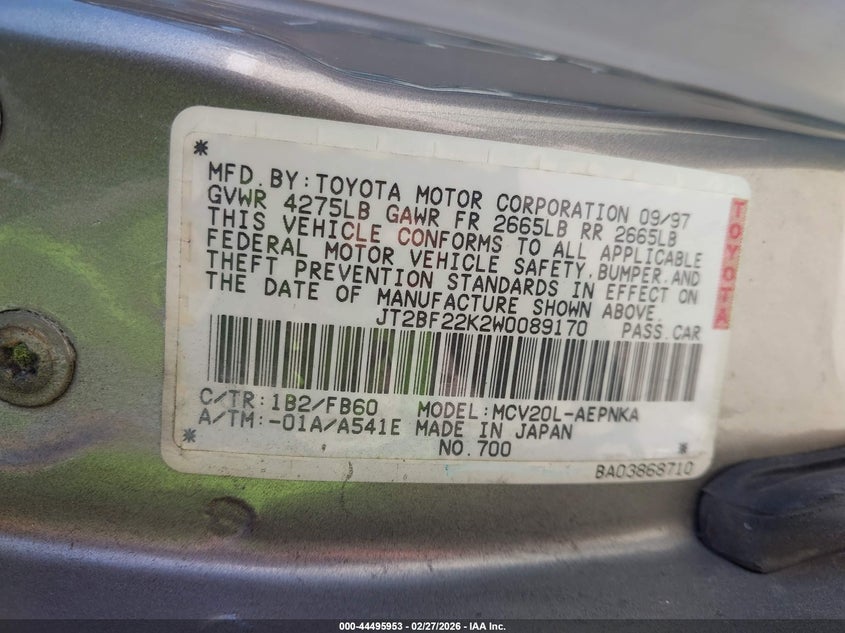 MFD.BY:TOYOTA MOTOR CORPORATION 09/97
GVWR 4275LB GAWR FR 2665LB RR 2665LB
THIS VEHICLE CONFORMS TO ALL APPLICABLE
FEDERAL MOTOR VEHICLE SAFETY,BUMPER,AND
THEFT PREVENTION STANDARDS IN EFFECT ON
THE DATE OF MANUFACTURE SHOWN ABOVE.
JT2BF22K2W0089170 PASS.CAR
TOYOTA
C/TR:1B2/FB60 MODEL:MCV20L-AEPNKA
A/TM:-01A/A541E MADE IN JAPAN
NO.700
BA03868710
000-44495953 | 02/27/2026 - IAA Inc.